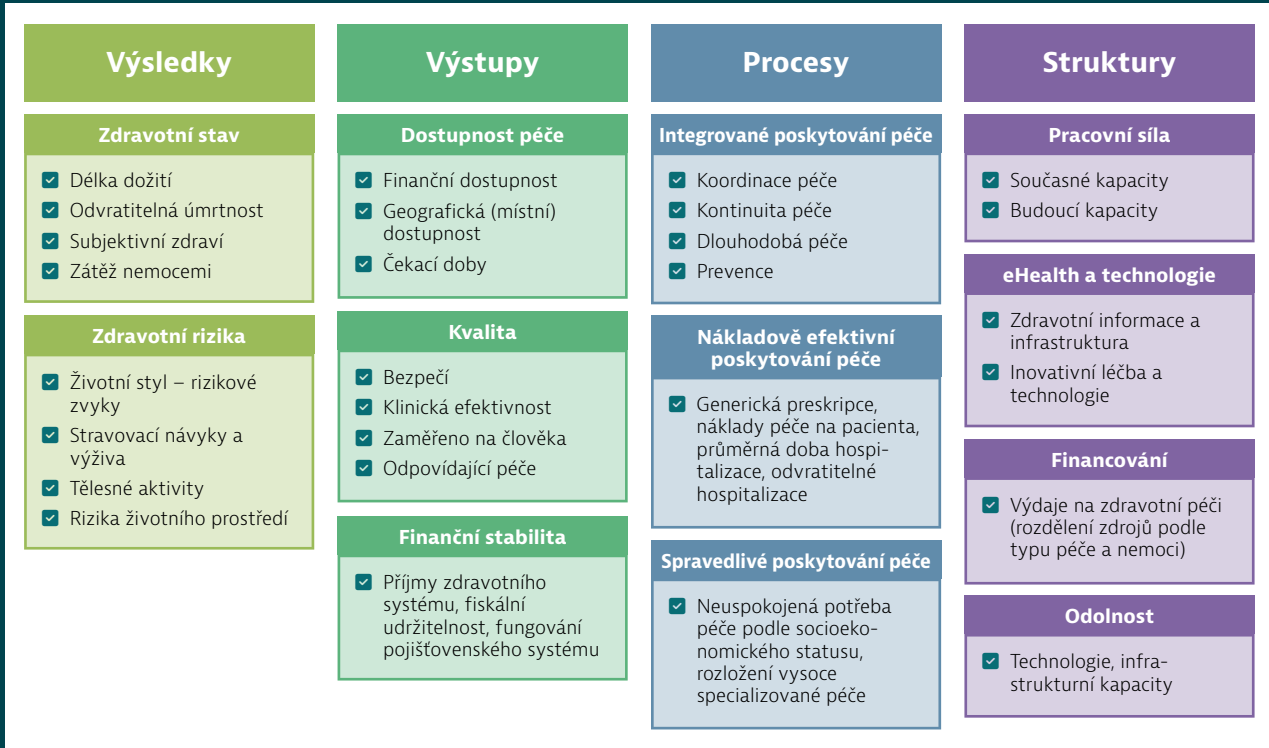 Výsledky
Zdravotní stav
Délka dožití
Odvratitelná úmrtnost
Subjektivní zdraví
Zátěž nemocemi
Zdravotní rizika
Životní styl – rizikové
zvyky
Stravovací návyky a
výživa
Tělesné aktivity
Rizika životního prostředí
Výstupy
Dostupnost péče
Finanční dostupnost
Geografická (místní)
dostupnost
Čekací doby
Kvalita
Bezpečí
Klinická efektivnost
Zaměřeno na člověka
Odpovídající péče
Finanční stabilita
Příjmy zdravotního
systému, fiskální
udržitelnost, fungování
pojišťovenského systému
Procesy
Integrované poskytování péče
Koordinace péče
Kontinuita péče
Dlouhodobá péče
Prevence
Nákladově efektivní
poskytování péče
Generická preskripce,
náklady péče na pacienta,
průměrná doba hospi-
talizace, odvratitelné
hospitalizace
Spravedlivé poskytování péče
Neuspokojená potřeba
péče podle socioeko-
nomického statusu,
rozložení vysoce
specializované péče
Struktury
Pracovní síla
Současné kapacity
Budoucí kapacity
eHealth a technologie
Zdravotní informace a
infrastruktura
Inovativní léčba a
technologie
Financování
Výdaje na zdravotní péči
(rozdělení zdrojů podle
typu péče a nemoci)
Odolnost
Technologie, infra-
strukturní kapacity